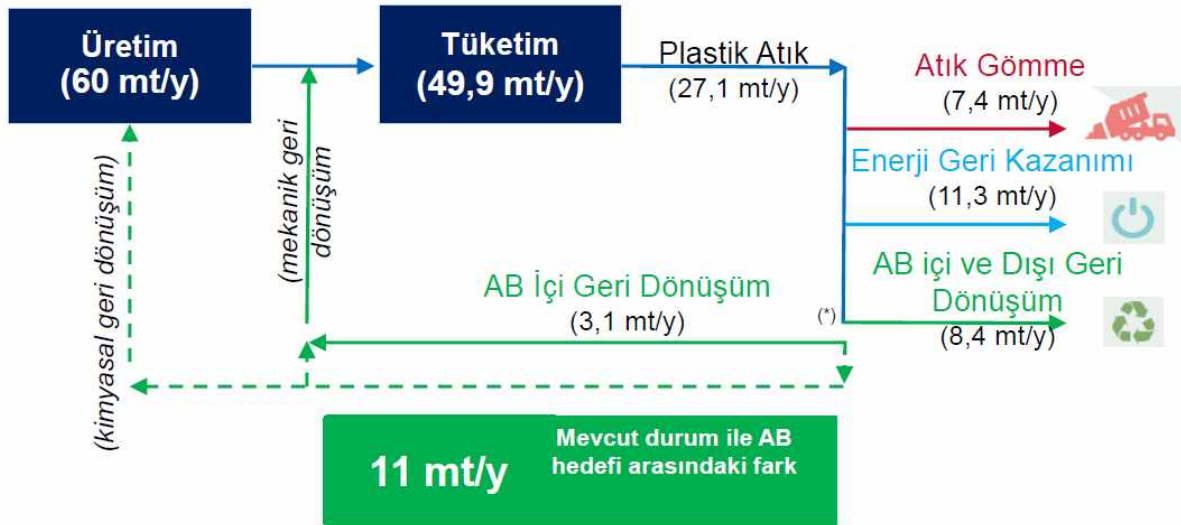 Üretim
(60 mt/y)
Tüketim
(49,9 mt/y)
Plastik Atık
(27,1 mt/y)
Atık Gömme
(7,4 mt/y)
Enerji Geri Kazanımı
(11,3 mt/y)
AB içi ve Dışı Geri
Dönüşüm
(8,4 mt/y)
(kimyasal geri dönüşüm)
(mekanik geri
dönüşüm
AB İçi Geri Dönüşüm
(3,1 mt/y)
(*)
11 mt/y
Mevcut durum ile AB
hedefi arasındaki fark